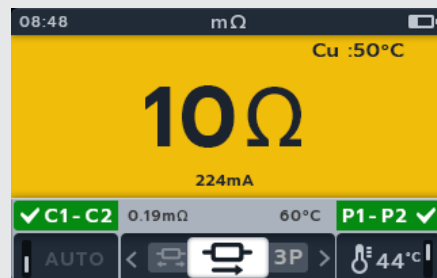 08:48 mΩ
Cu :50°C
10Ω
224mA
C1-C2 0.19mΩ 60°C P1-P2
AUTO < 3P > 44°C